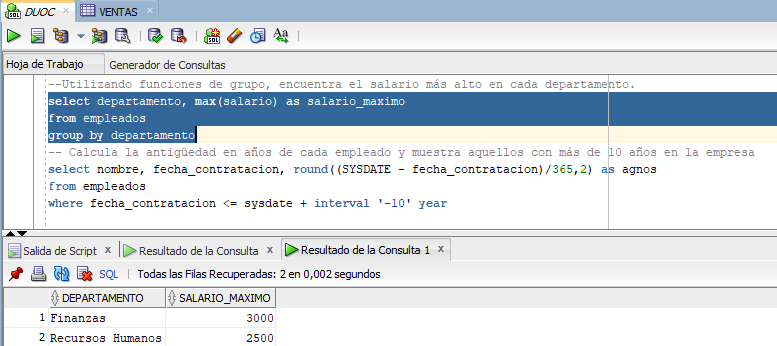 DUOC VENTAS
SQL Aa
Hoja de Trabajo Generador de Consultas
--Utilizando funciones de grupo, encuentra el salario más alto en cada departamento.
select departamento, max(salario) as salario_maximo
from empleados
group by departamento
-- Calcula la antigüedad en años de cada empleado y muestra aquellos con más de 10 años en la empresa
select nombre, fecha_contratacion, round((SYSDATE - fecha_contratacion)/365,2) as agnos
from empleados
where fecha_contratacion <= sysdate + interval '-10' year
Salida de Script × Resultado de la Consulta × Resultado de la Consulta 1 ×
SQL | Todas las Filas Recuperadas: 2 en 0,002 segundos
DEPARTAMENTO SALARIO_MAXIMO
1 Finanzas 3000
2 Recursos Humanos 2500